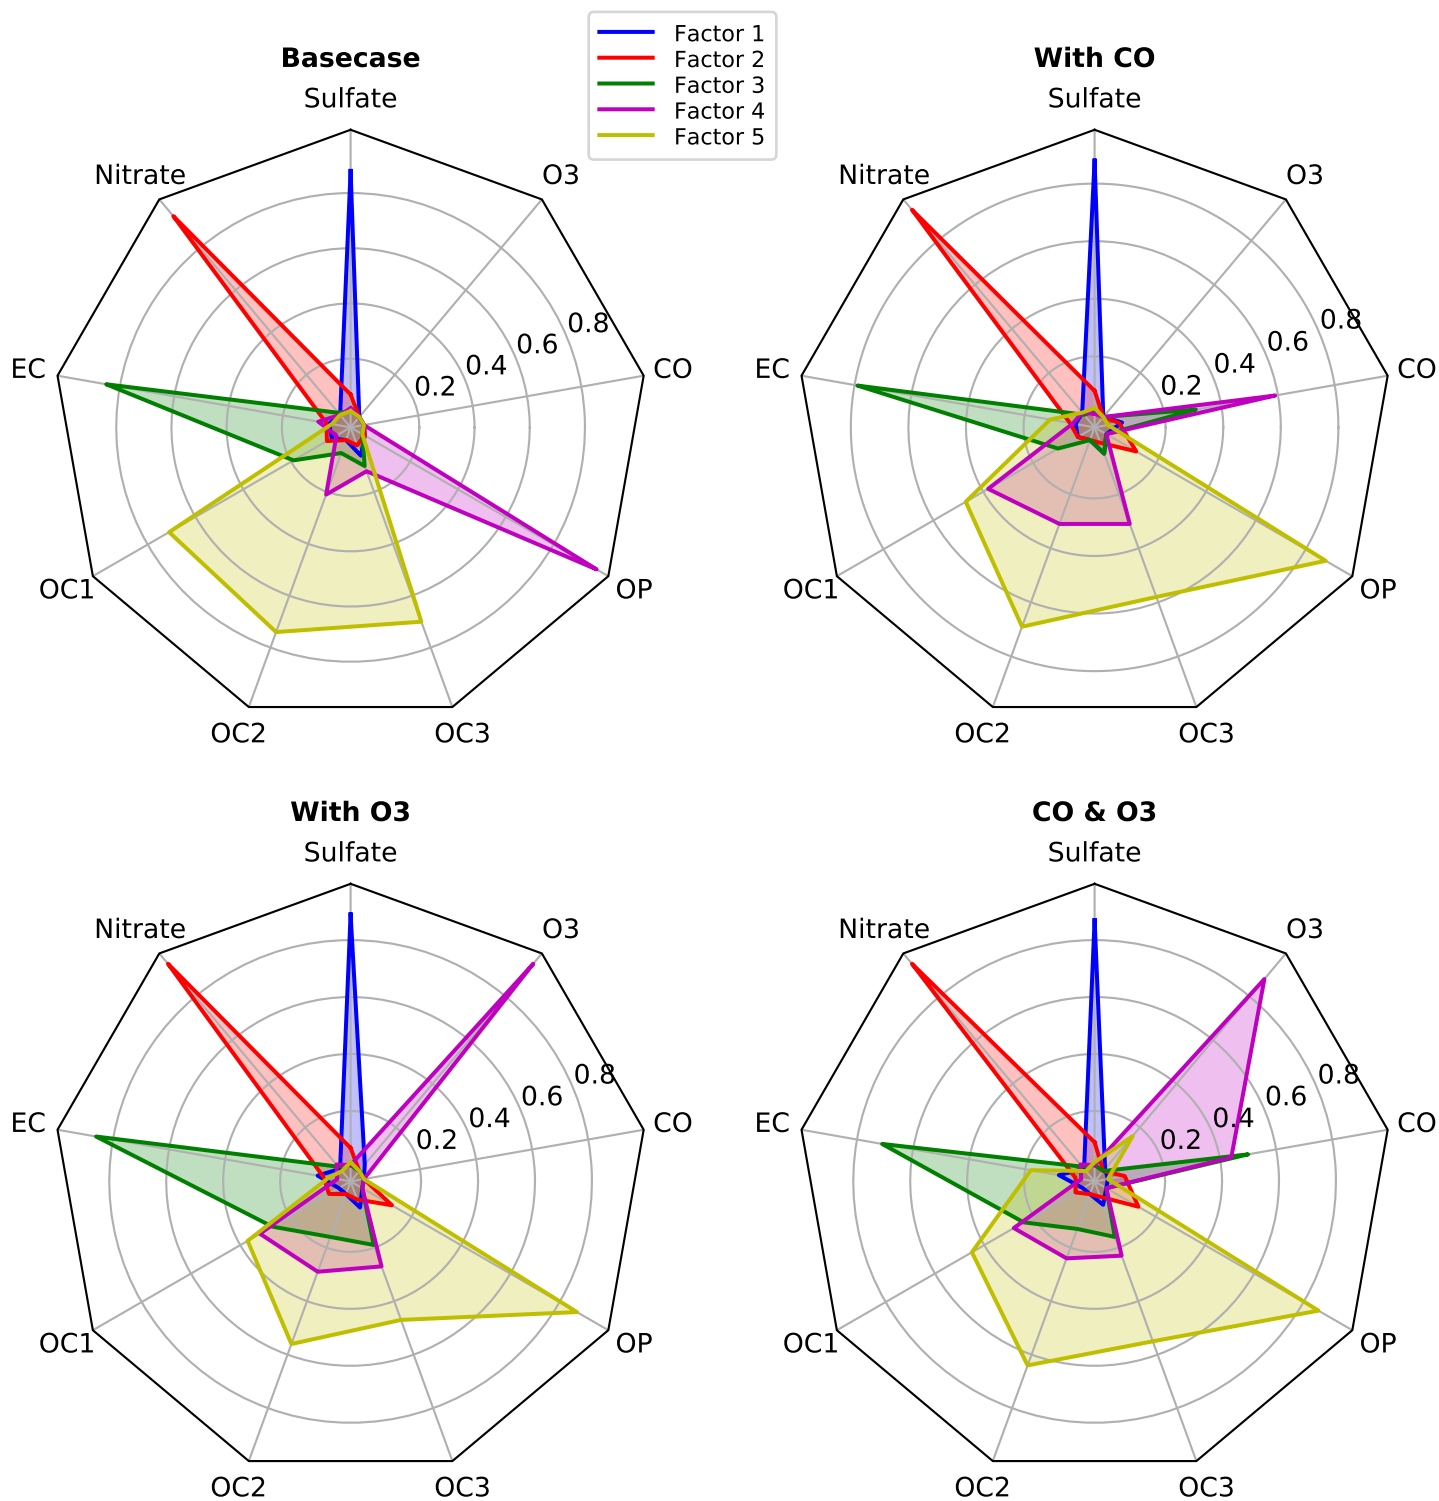 Factor 1
Factor 2
Factor 3
Factor 4
Factor 5
Basecase
Sulfate
Nitrate
O3
EC
CO
0.8
0.6
0.4
0.2
OC1
OP
OC2
OC3
With CO
Sulfate
Nitrate
O3
EC
CO
0.8
0.6
0.4
0.2
OC1
OP
OC2
OC3
With O3
Sulfate
Nitrate
O3
EC
CO
0.8
0.6
0.4
0.2
OC1
OP
OC2
OC3
CO & O3
Sulfate
Nitrate
O3
EC
CO
0.8
0.6
0.4
0.2
OC1
OP
OC2
OC3